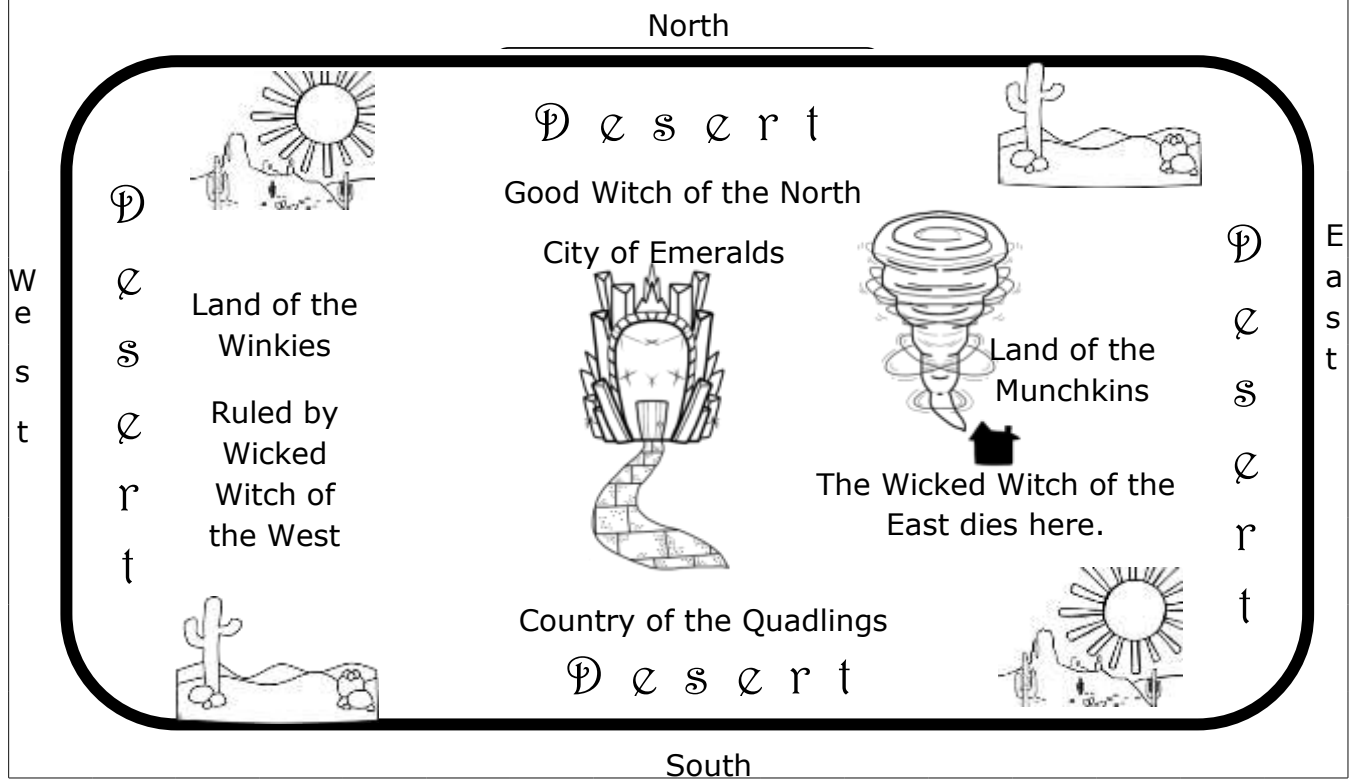 North
Desert
Good Witch of the North
City of Emeralds
West
Desert
Land of the
Winkies
Ruled by
Wicked
Witch of
the West
Land of the
Munchkins
The Wicked Witch of the
East dies here.
Desert
East
Country of the Quadlings
Desert
South